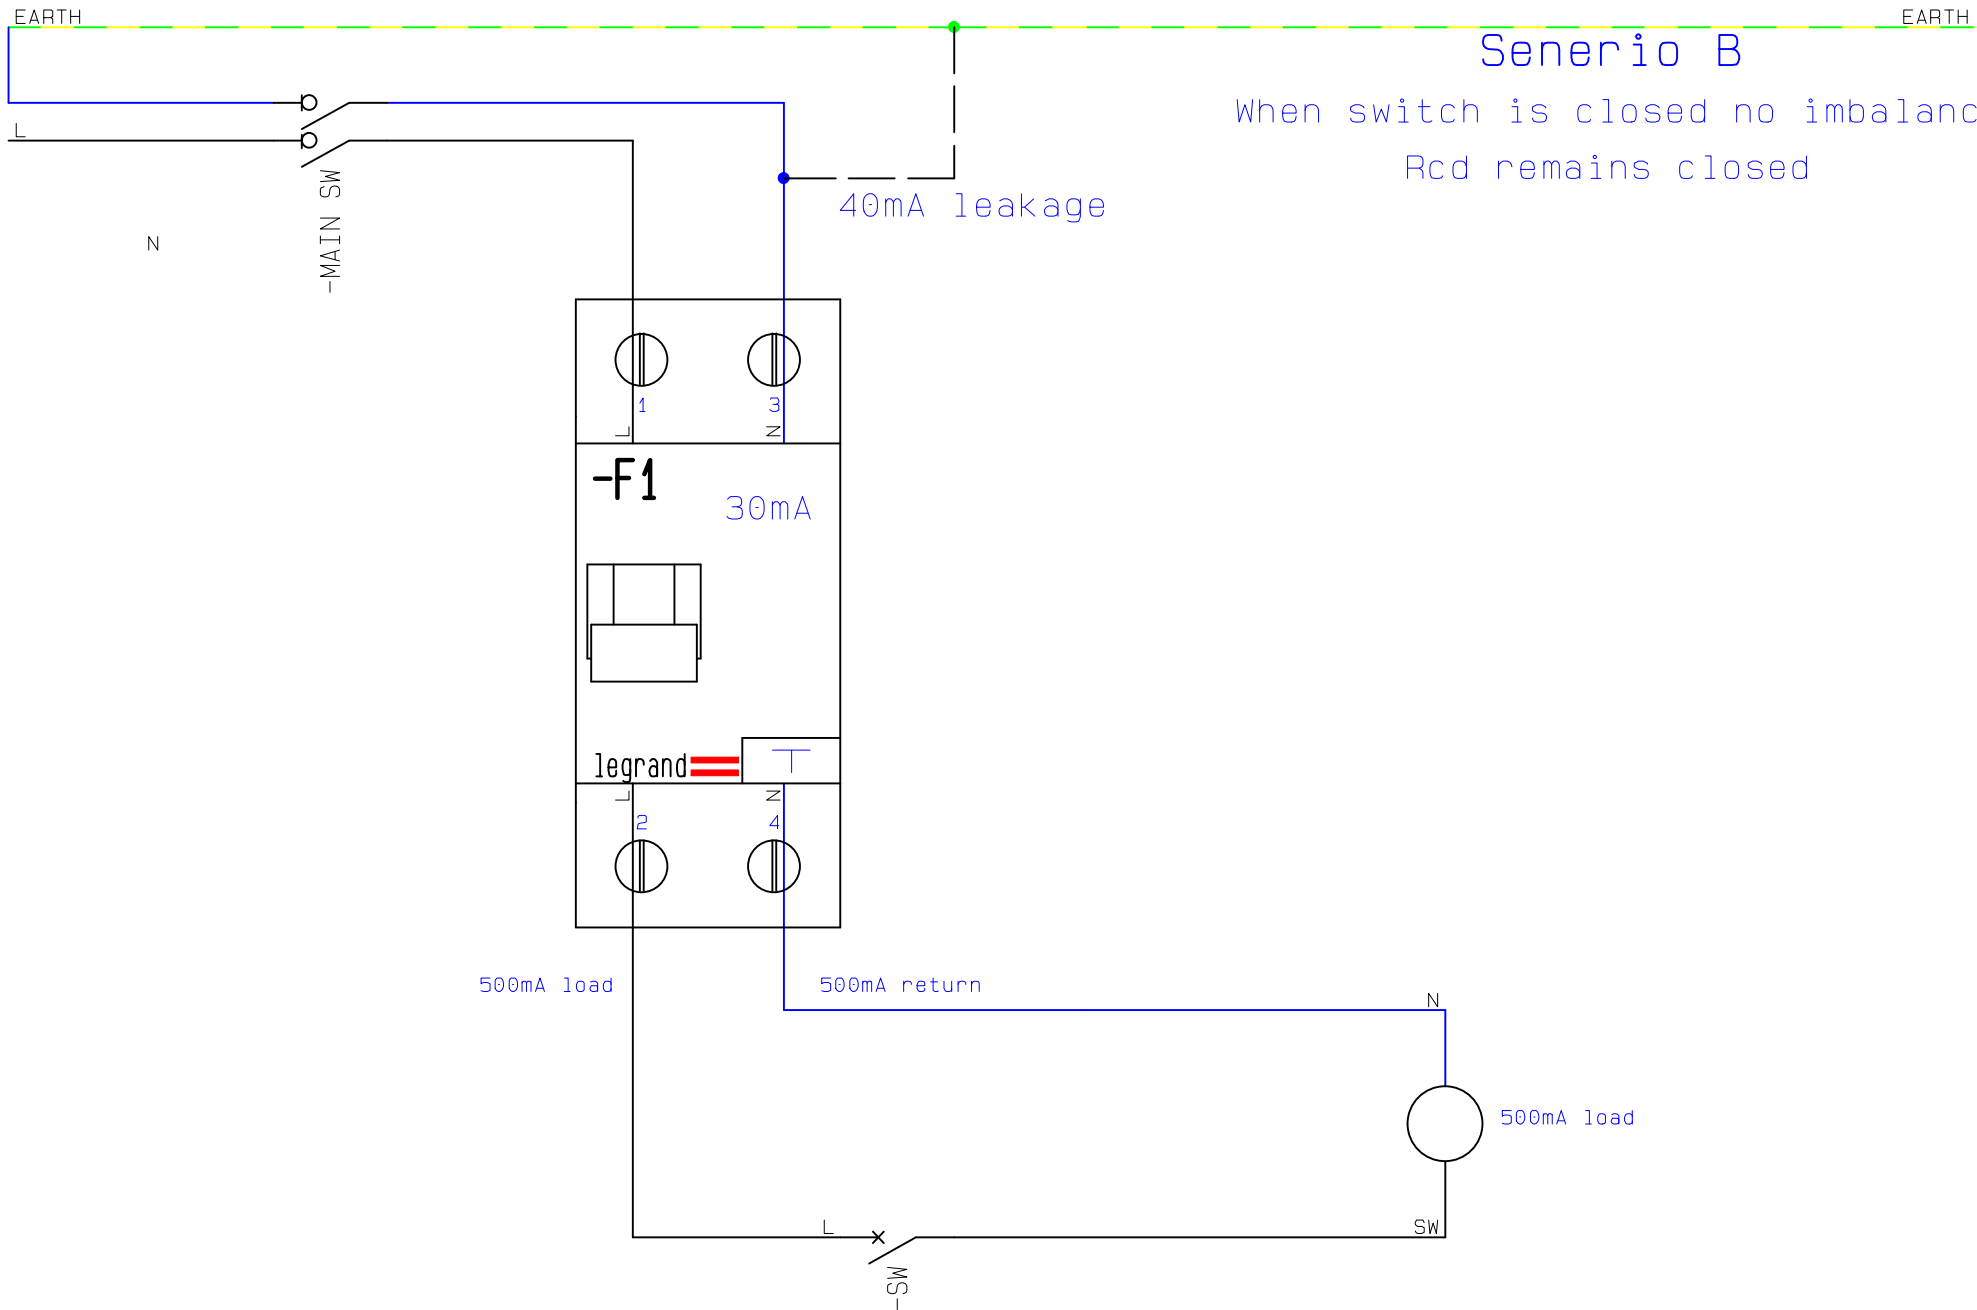 EARTH
EARTH
Senerio B
When switch is closed no imbalanc
Rcd remains closed
L
40mA leakage
-MAIN SW
N
1
3
L
N
-F1
30mA
legrand
L
N
2
4
500mA load
500mA return
N
500mA load
L
SW
-SW